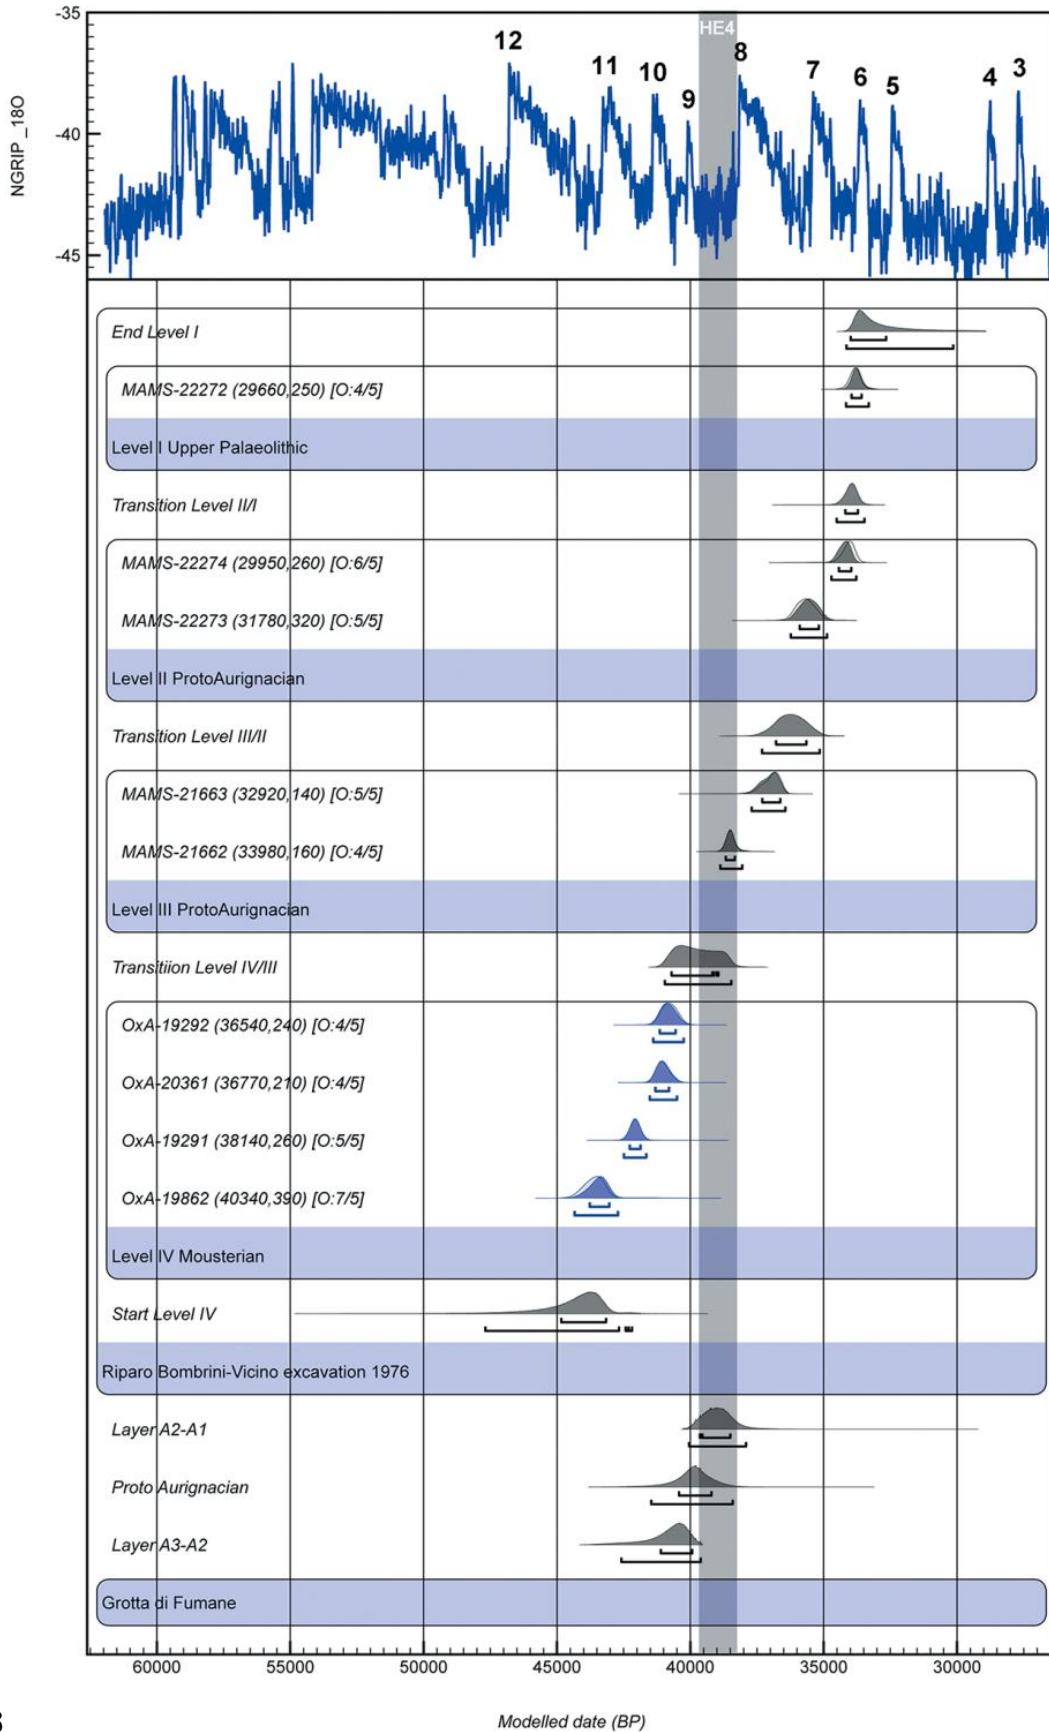 -35
HE4
12
11
10
9
8
7
6
5
4
3
NGRIP_18O
-40
-45
End Level I
MAMS-22272 (29660,250) [O:4/5]
Level I Upper Palaeolithic
Transition Level II/I
MAMS-22274 (29950,260) [O:6/5]
MAMS-22273 (31780,320) [O:5/5]
Level II ProtoAurignacian
Transition Level III/II
MAMS-21663 (32920,140) [O:5/5]
MAMS-21662 (33980,160) [O:4/5]
Level III ProtoAurignacian
Transitiion Level IV/III
OxA-19292 (36540,240) [O:4/5]
OxA-20361 (36770,210) [O:4/5]
OxA-19291 (38140,260) [O:5/5]
OxA-19862 (40340,390) [O:7/5]
Level IV Mousterian
Start Level IV
Riparo Bombrini-Vicino excavation 1976
Layer A2-A1
Proto Aurignacian
Layer A3-A2
Grotta di Fumane
60000 55000 50000 45000 40000 35000 30000
Modelled date (BP)